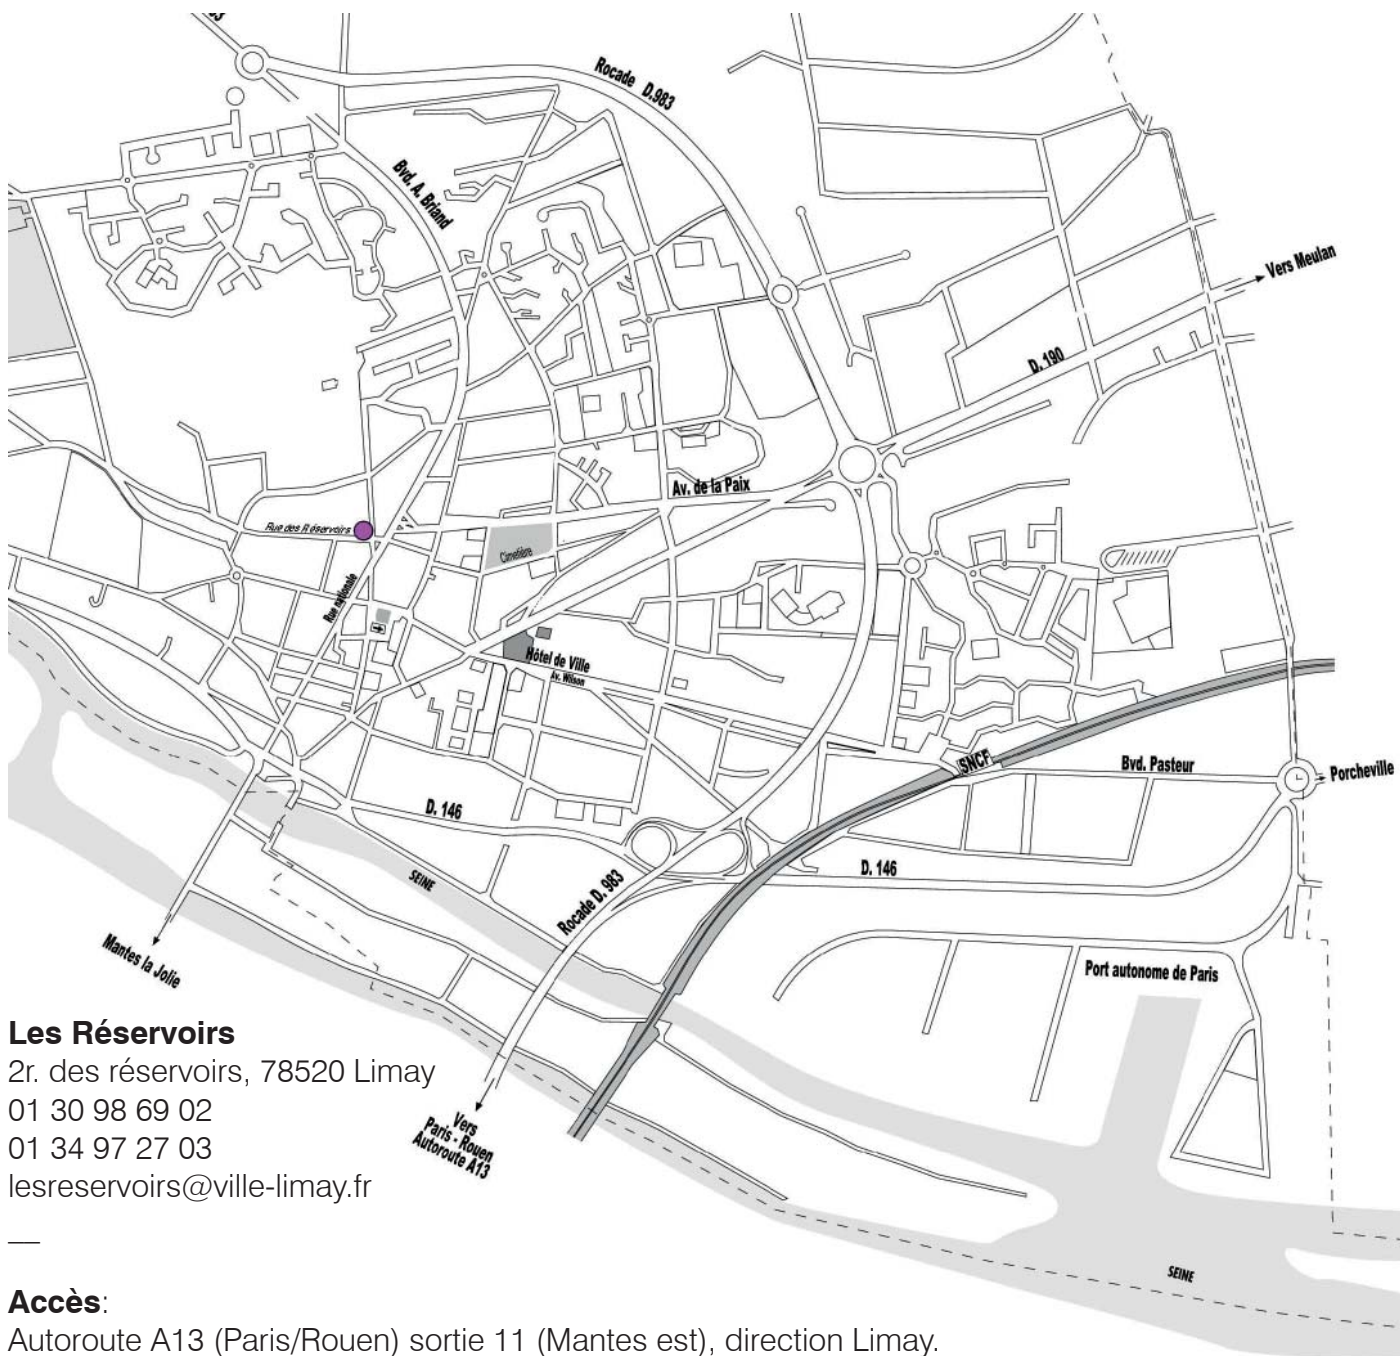 Rocade D.983
Bvd. A. Briand
Vers Meulan
D. 190
Av. de la Paix
Rue des Réservoirs
Cimetière
Rue nationale
Hôtel de Ville
Av. Wilson
SNCF
Bvd. Pasteur
Porcheville
D. 146
D. 146
SEINE
Rocade D. 983
Mantes la Jolie
Port autonome de Paris
Vers
Paris - Rouen
Autoroute A13
SEINE
Les Réservoirs
2r. des réservoirs, 78520 Limay
01 30 98 69 02
01 34 97 27 03
lesreservoirs@ville-limay.fr
—
Accès:
Autoroute A13 (Paris/Rouen) sortie 11 (Mantes est), direction Limay.